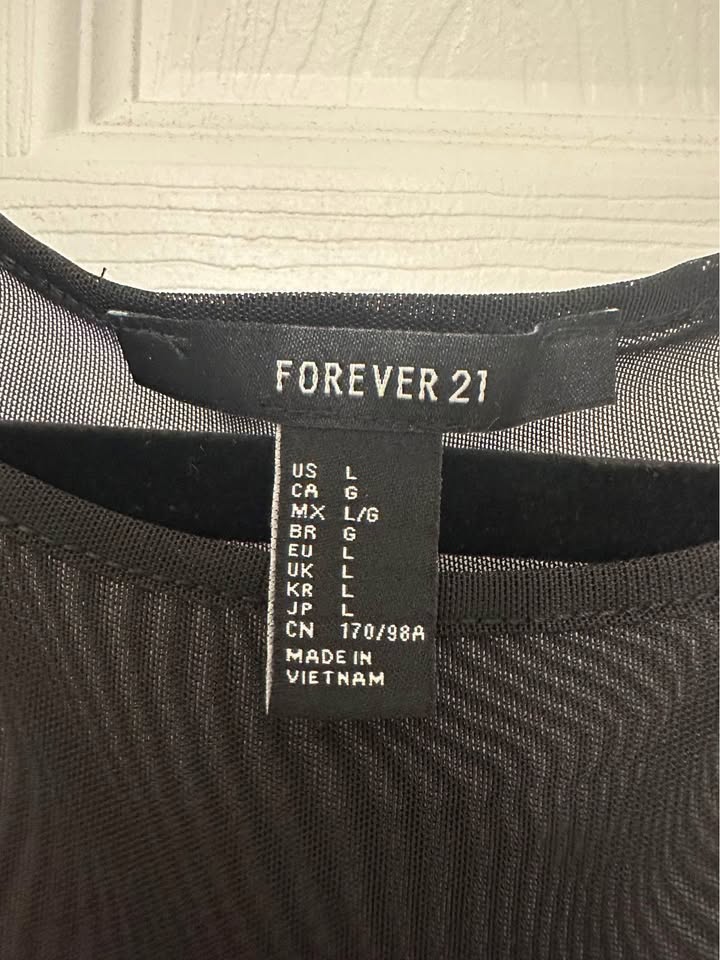 FOREVER 21
US L
CA G
MX L/G
BR G
EU L
UK L
KR L
JP L
CN 170/98A
MADE IN
VIETNAM